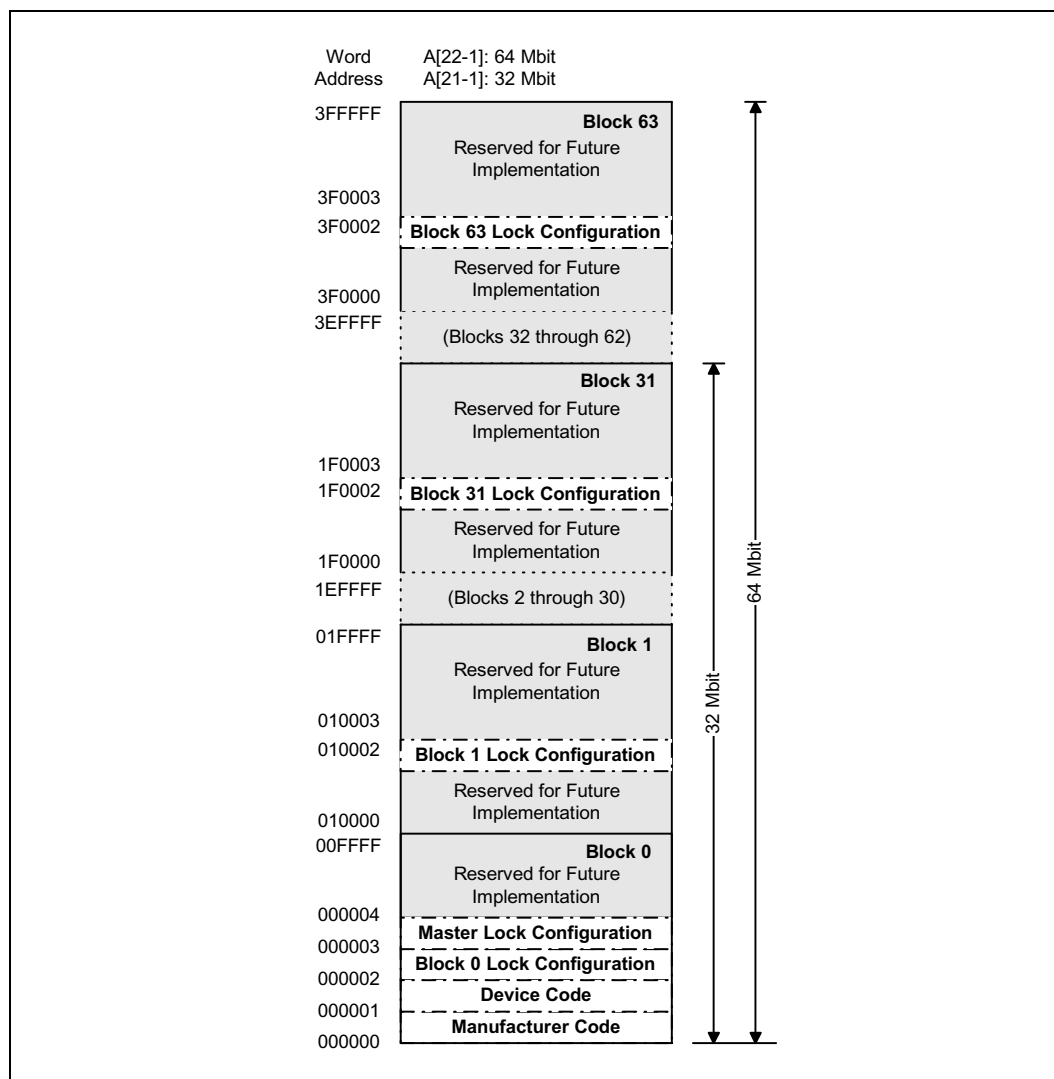 Word A[22-1]: 64 Mbit
Address A[21-1]: 32 Mbit
3FFFFF
Block 63
Reserved for Future
Implementation
3F0003
3F0002 Block 63 Lock Configuration
Reserved for Future
Implementation
3F0000
3EFFFF
(Blocks 32 through 62)
Block 31
Reserved for Future
Implementation
1F0003
1F0002 Block 31 Lock Configuration
Reserved for Future
Implementation
1F0000
1EFFFF
(Blocks 2 through 30)
01FFFF
Block 1
Reserved for Future
Implementation
010003
010002 Block 1 Lock Configuration
Reserved for Future
Implementation
010000
00FFFF
Block 0
Reserved for Future
Implementation
000004
Master Lock Configuration
000003
Block 0 Lock Configuration
000002
Device Code
000001
Manufacturer Code
000000
32 Mbit
64 Mbit